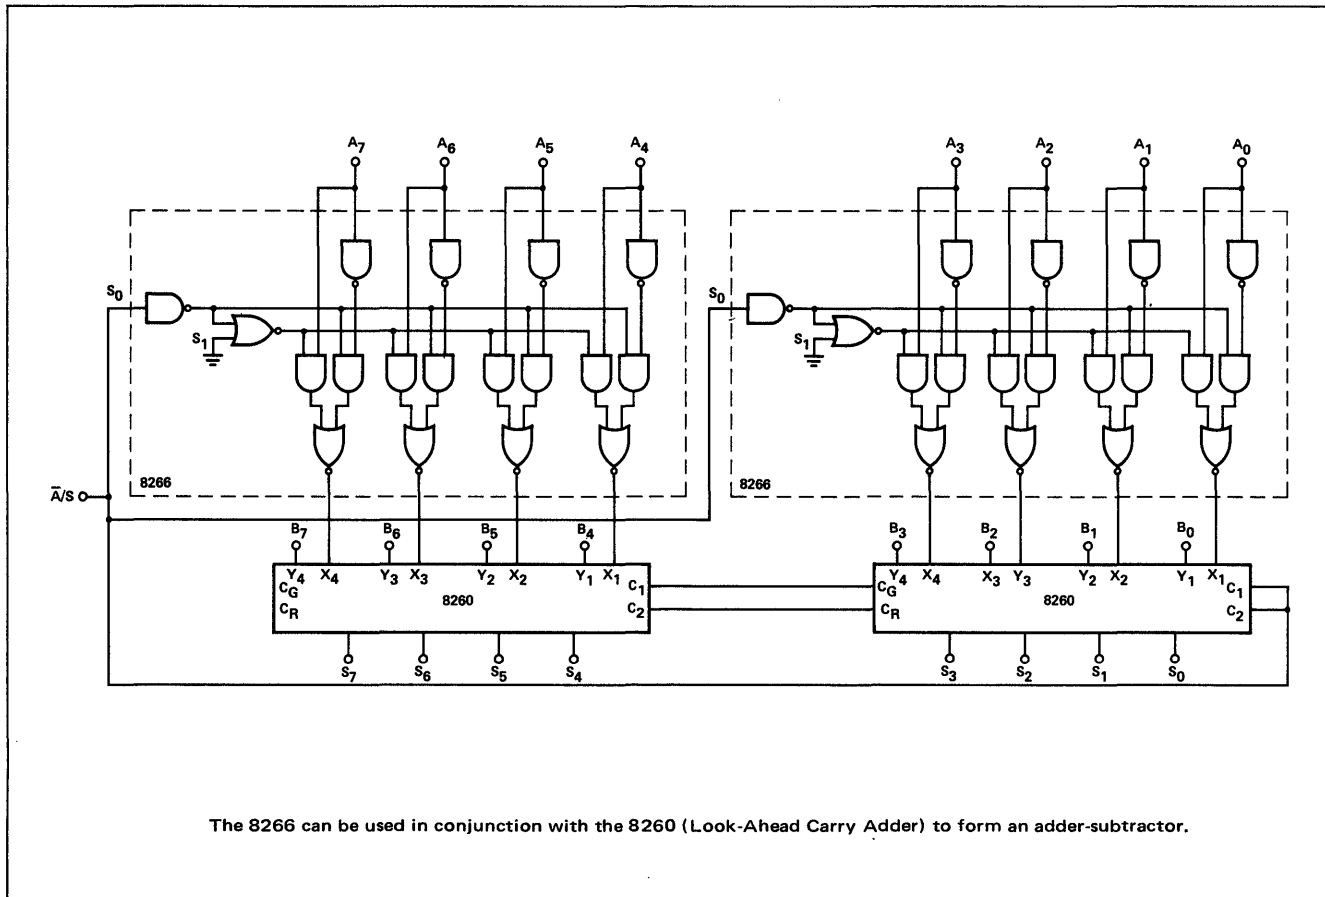 A7 A6 A5 A4 A3 A2 A1 A0
S0 S0
S1 S1
8266 8266
A̅/S
B7 B6 B5 B4 B3 B2 B1 B0
Y4 X4 Y3 X3 Y2 X2 Y1 X1 Y4 X4 X3 Y3 Y2 X2 Y1 X1
CG C1 CG C1
8260 8260
CR C2 CR C2
S7 S6 S5 S4 S3 S2 S1 S0
The 8266 can be used in conjunction with the 8260 (Look-Ahead Carry Adder) to form an adder-subtractor.